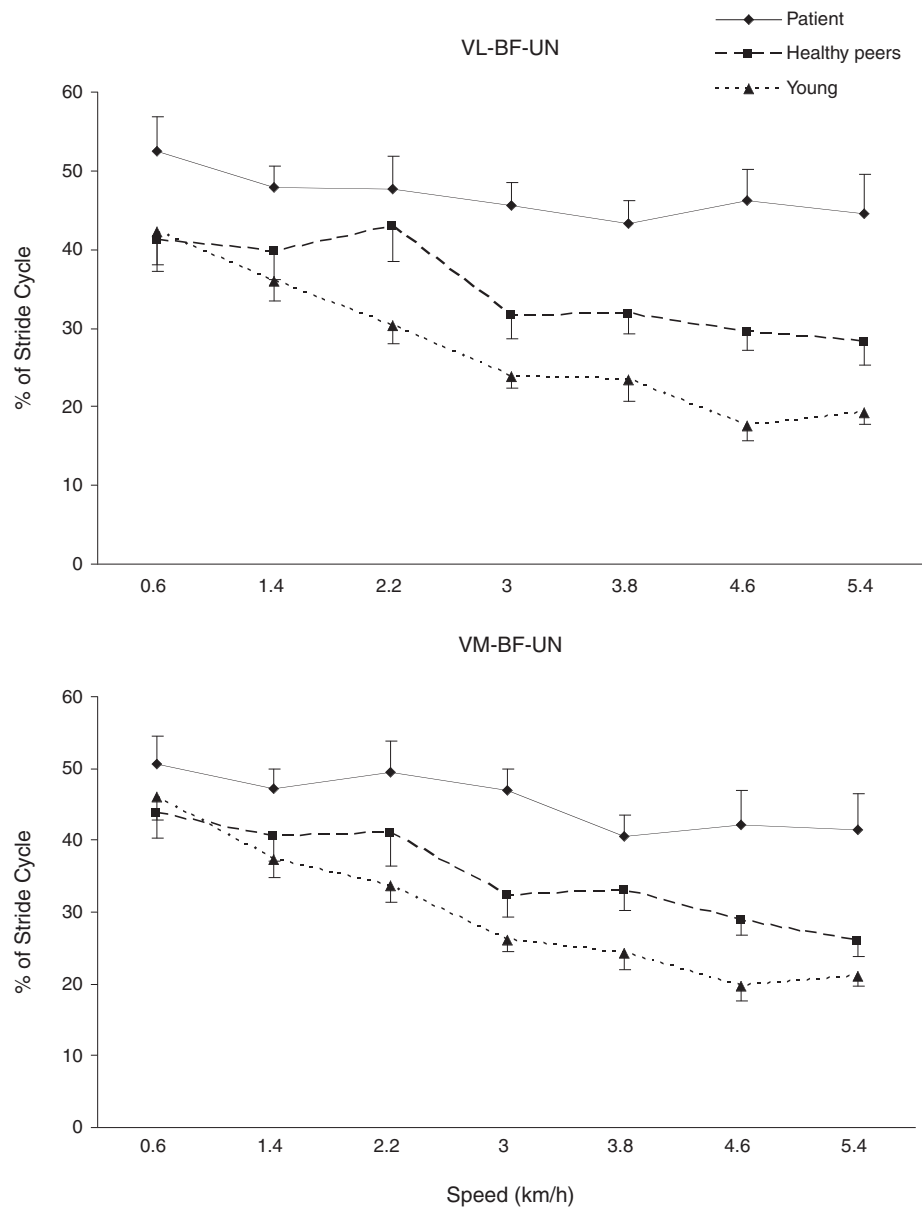 Patient
Healthy peers
Young
VL-BF-UN
60
50
40
30
20
10
0
% of Stride Cycle
0.6 1.4 2.2 3 3.8 4.6 5.4
VM-BF-UN
60
50
40
30
20
10
0
% of Stride Cycle
0.6 1.4 2.2 3 3.8 4.6 5.4
Speed (km/h)